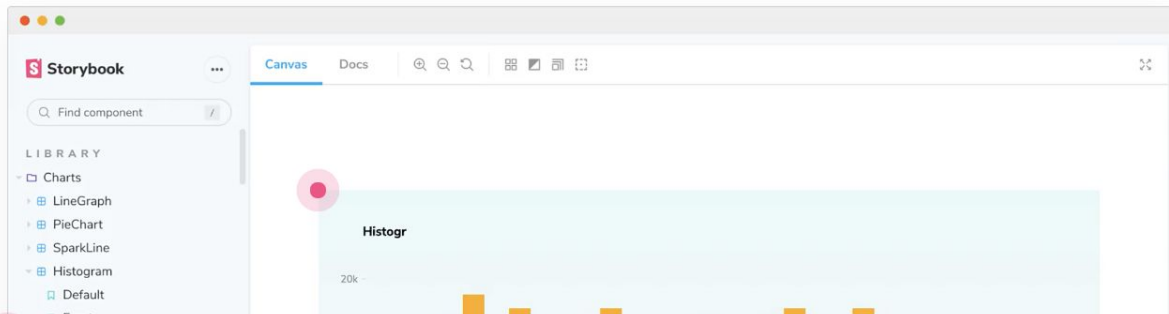 Storybook
Canvas
Docs
Find component
/
LIBRARY
Charts
LineGraph
PieChart
SparkLine
Histogram
Default
Histogr
20k